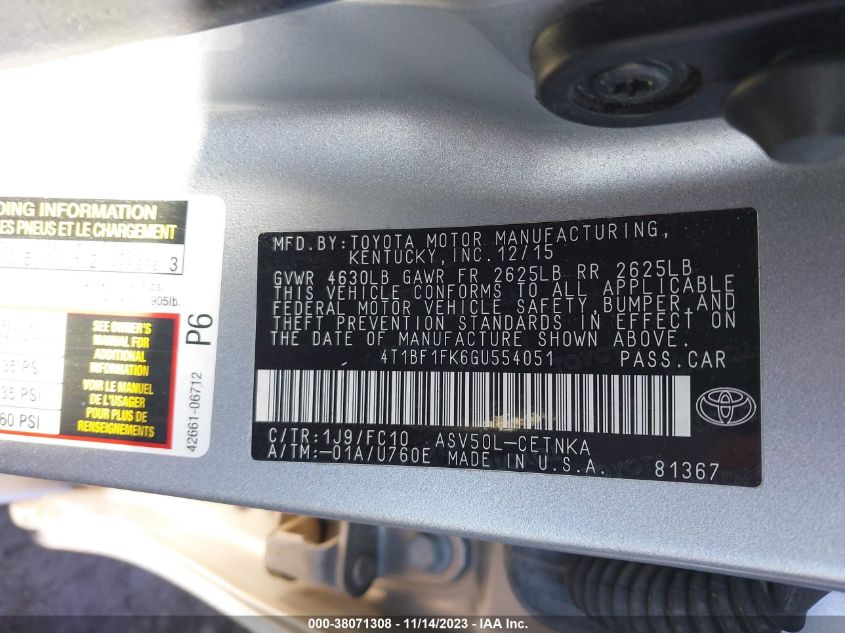 DING INFORMATION
ES PNEUS ET LE CHARGEMENT
2
3
905lb.
SEE OWNER'S
MANUAL FOR
ADDITIONAL
INFORMATION
VOIR LE MANUEL
DE L'USAGER
POUR PLUS DE
RENSEIGNEMENTS
35 PSI
60 PSI
P6
42661-06712
MFD.BY:TOYOTA MOTOR MANUFACTURING,
KENTUCKY,INC.12/15
GVWR 4630LB GAWR FR 2625LB RR 2625LB
THIS VEHICLE CONFORMS TO ALL APPLICABLE
FEDERAL MOTOR VEHICLE SAFETY,BUMPER,AND
THEFT PREVENTION STANDARDS IN EFFECT ON
THE DATE OF MANUFACTURE SHOWN ABOVE.
4T1BF1FK6GU554051 PASS.CAR
C/TR:1J9/FC10 ASV50L-CETNKA
A/TM:-01A/U760E MADE IN U.S.A. 81367
000-38071308 | 11/14/2023 | IAAI.com